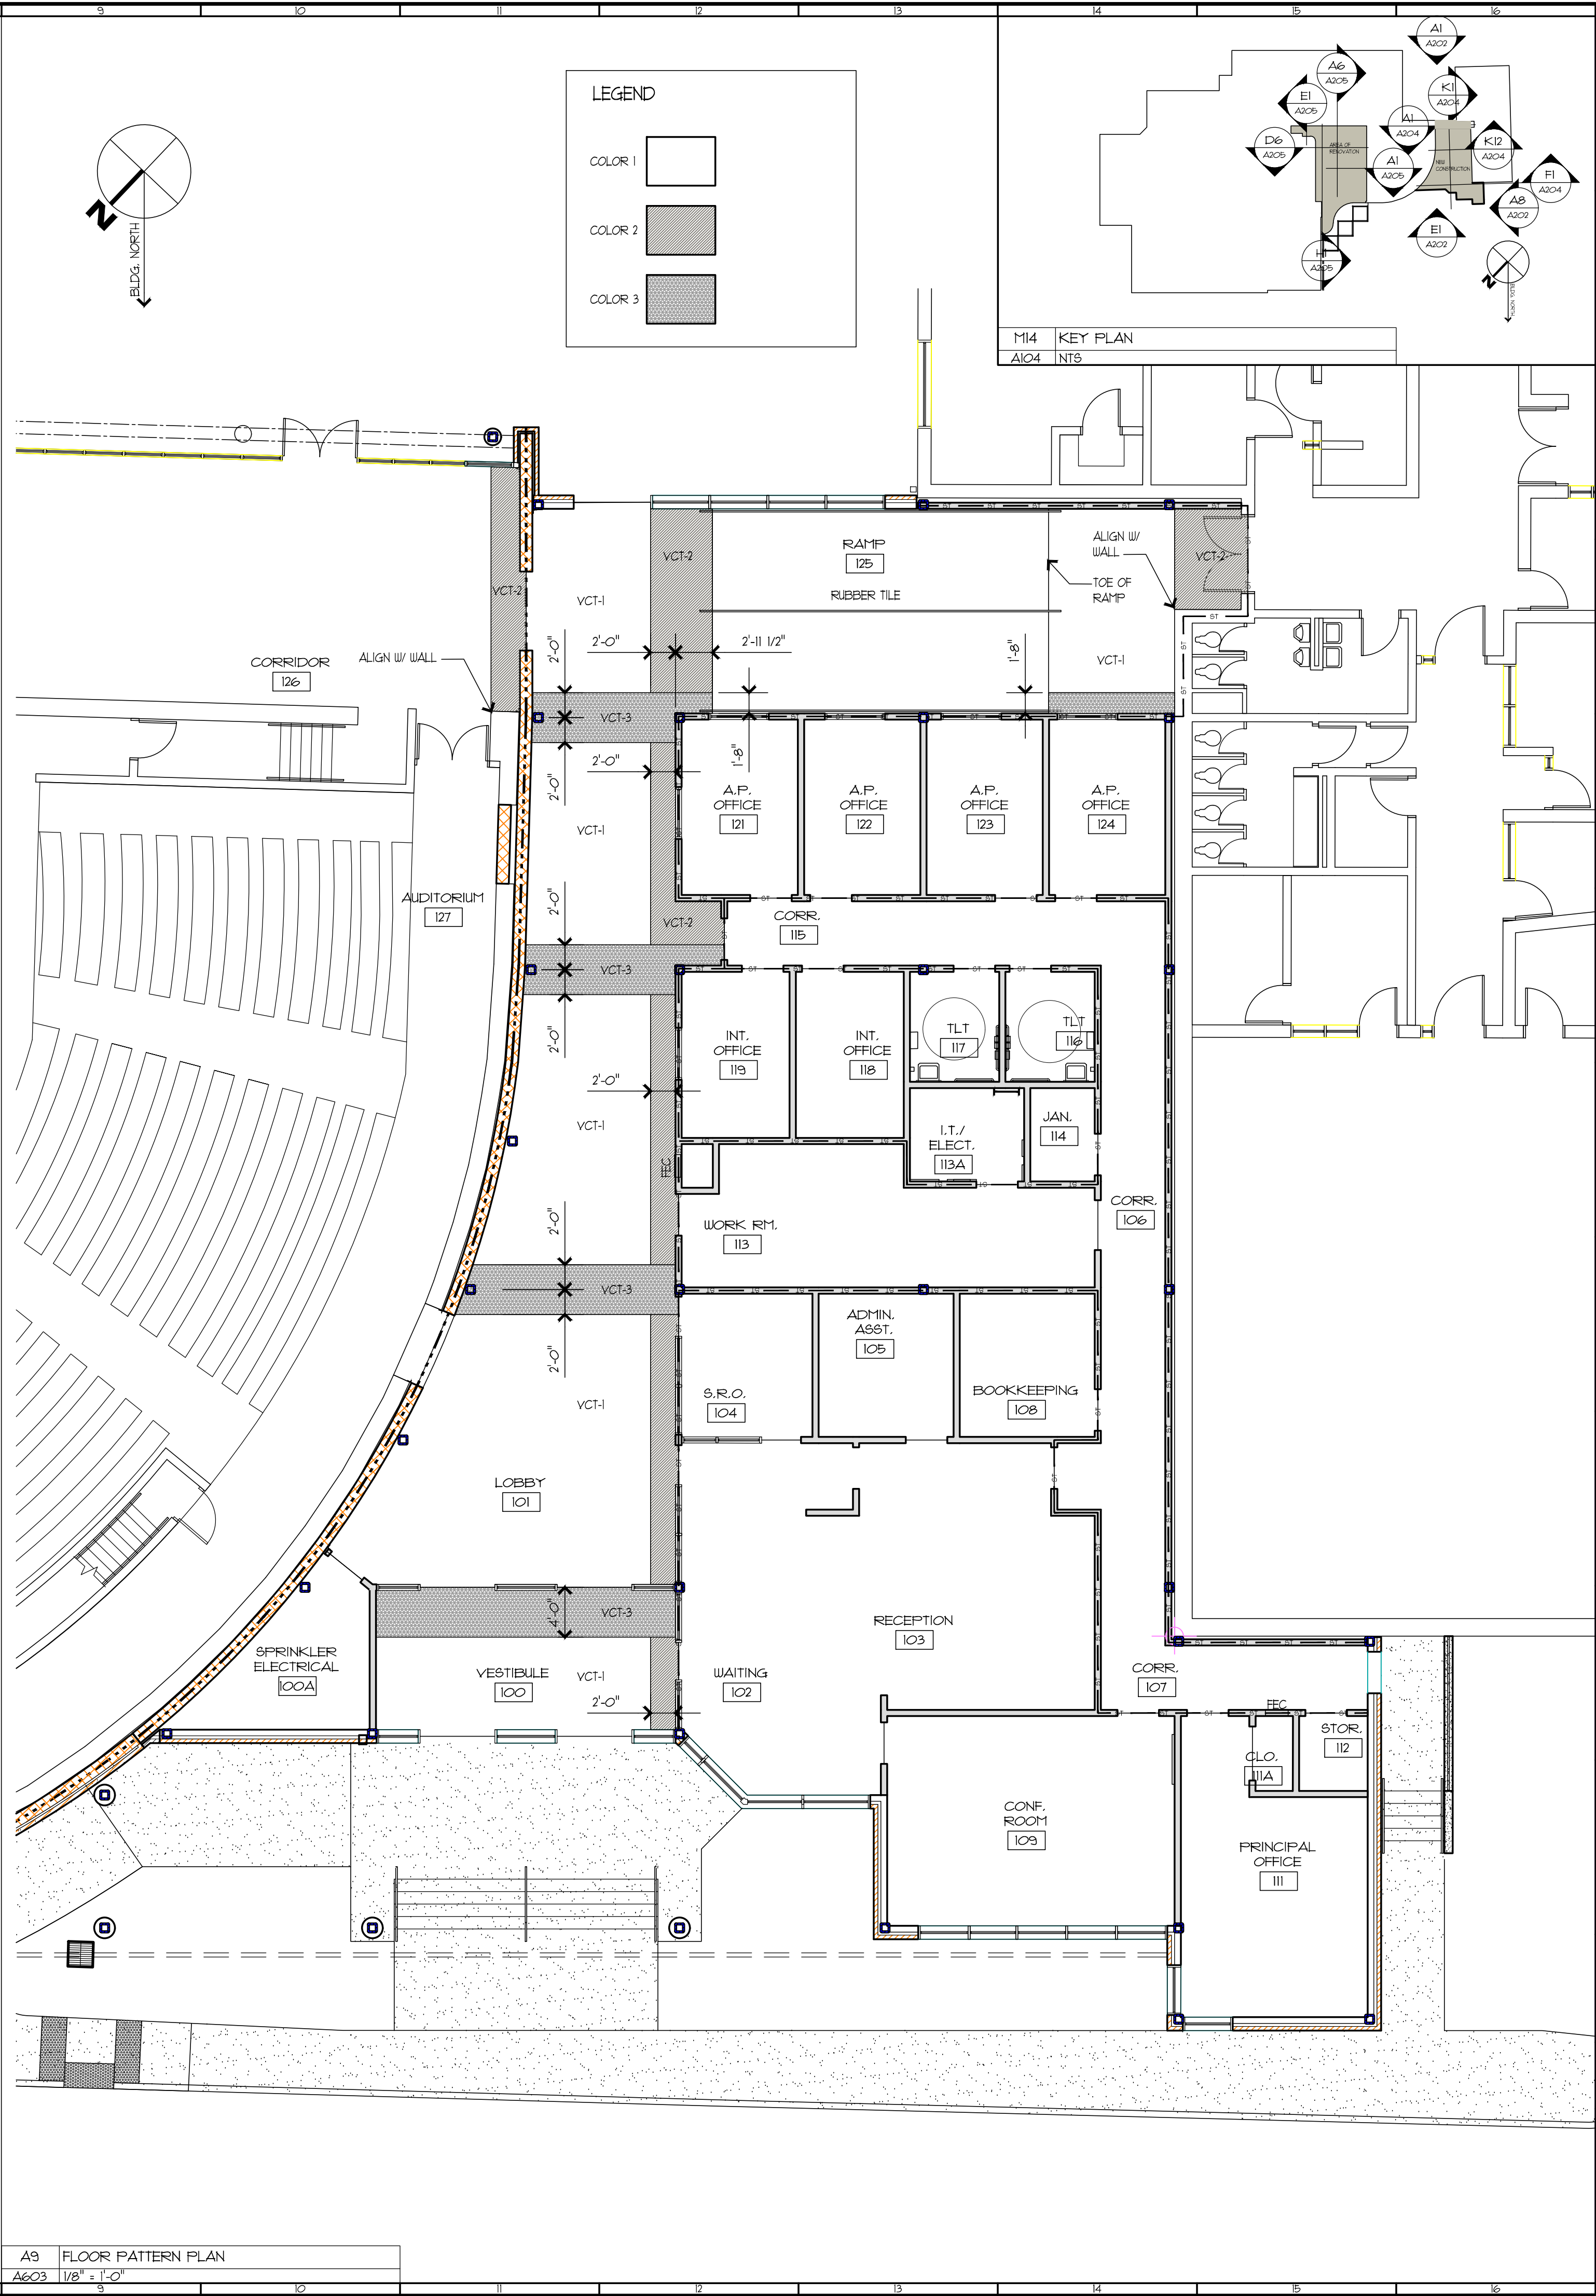 9 10 11 12 13 14 15 16
LEGEND
COLOR 1
COLOR 2
COLOR 3
N
BLDG. NORTH
A1
A202
A6
A205
E1
A205
K1
A204
D6
A205
A1
A204
K12
A204
AREA OF
RENOVATION
NEW
CONSTRUCTION
A1
A205
F1
A204
A8
A202
E1
A202
H1
A205
N
BLDG. NORTH
M14 KEY PLAN
A104 NTS
VCT-2
RAMP
125
RUBBER TILE
ALIGN W/
WALL
VCT-2
TOE OF
RAMP
VCT-2
VCT-1
2'-0"
2'-0"
2'-11 1/2"
1'-8"
VCT-1
CORRIDOR
126
ALIGN W/ WALL
VCT-3
2'-0"
2'-0"
1'-8"
A.P.
OFFICE
121
A.P.
OFFICE
122
A.P.
OFFICE
123
A.P.
OFFICE
124
VCT-1
AUDITORIUM
127
2'-0"
VCT-2
CORR.
115
VCT-3
2'-0"
INT.
OFFICE
119
INT.
OFFICE
118
TLT
117
TLT
116
2'-0"
VCT-1
I.T./
ELECT.
113A
JAN.
114
FEC
2'-0"
WORK RM.
113
CORR.
106
VCT-3
2'-0"
ADMIN.
ASST.
105
S.R.O.
104
BOOKKEEPING
108
VCT-1
LOBBY
101
4'-0"
VCT-3
RECEPTION
103
SPRINKLER
ELECTRICAL
100A
VESTIBULE
100
VCT-1
2'-0"
WAITING
102
CORR.
107
FEC
STOR.
112
CLO.
111A
CONF.
ROOM
109
PRINCIPAL
OFFICE
111
A9 FLOOR PATTERN PLAN
A603 1/8" = 1'-0"
9 10 11 12 13 14 15 16